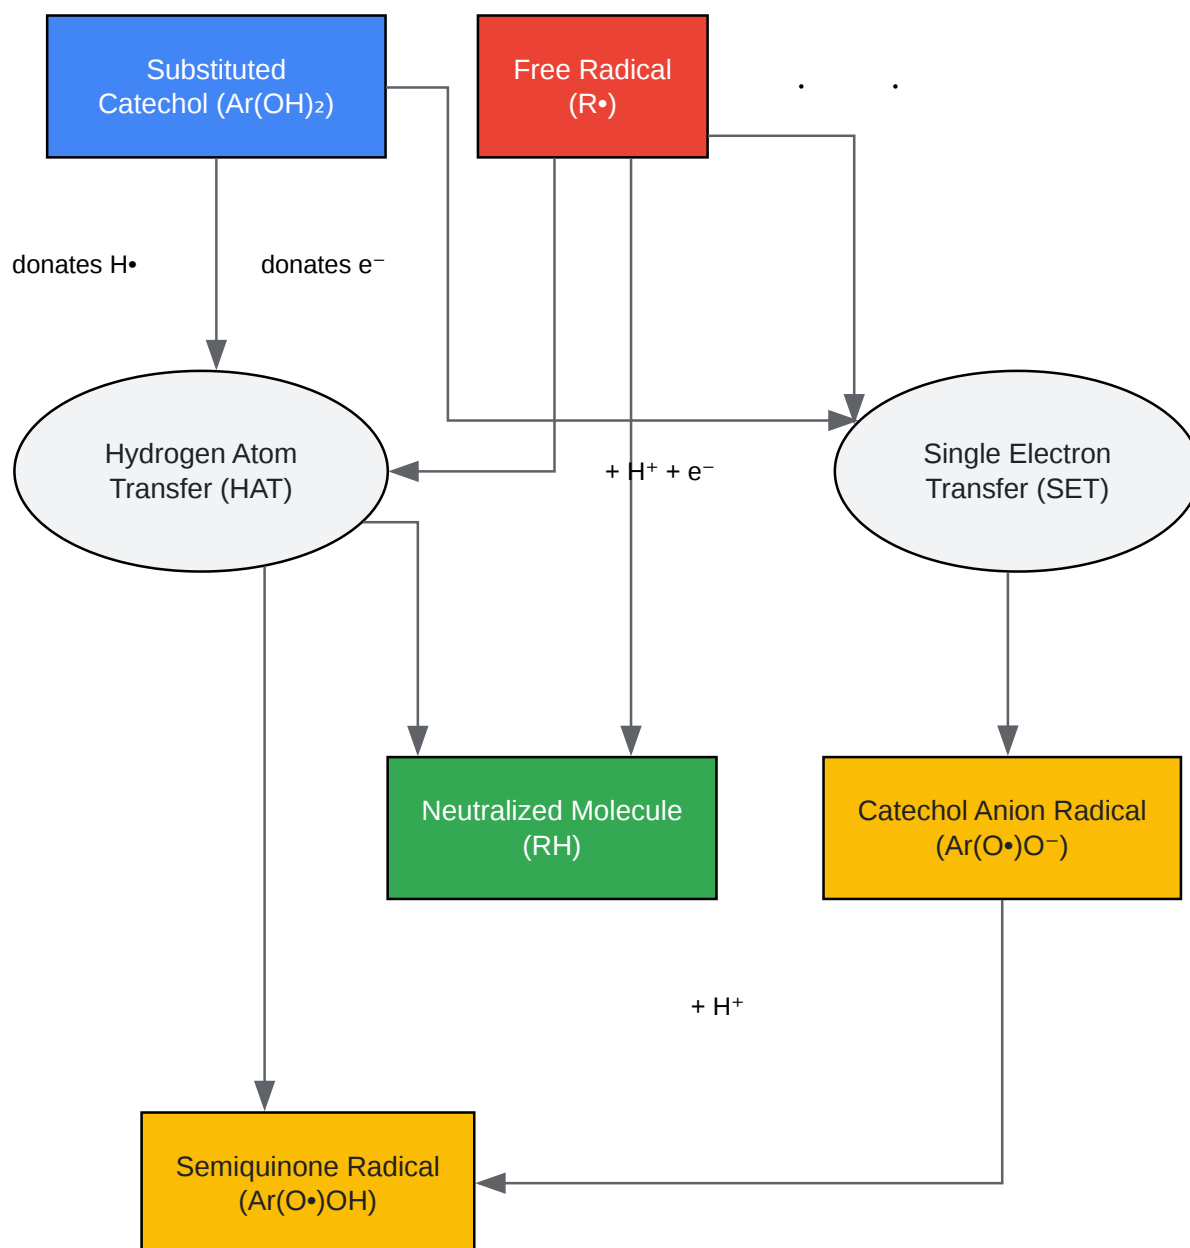 Substituted
Catechol (Ar(OH)₂)
Free Radical
(R•)
donates H•
donates e⁻
Hydrogen Atom
Transfer (HAT)
+ H⁺ + e⁻
Single Electron
Transfer (SET)
Neutralized Molecule
(RH)
Catechol Anion Radical
(Ar(O•)O⁻)
+ H⁺
Semiquinone Radical
(Ar(O•)OH)